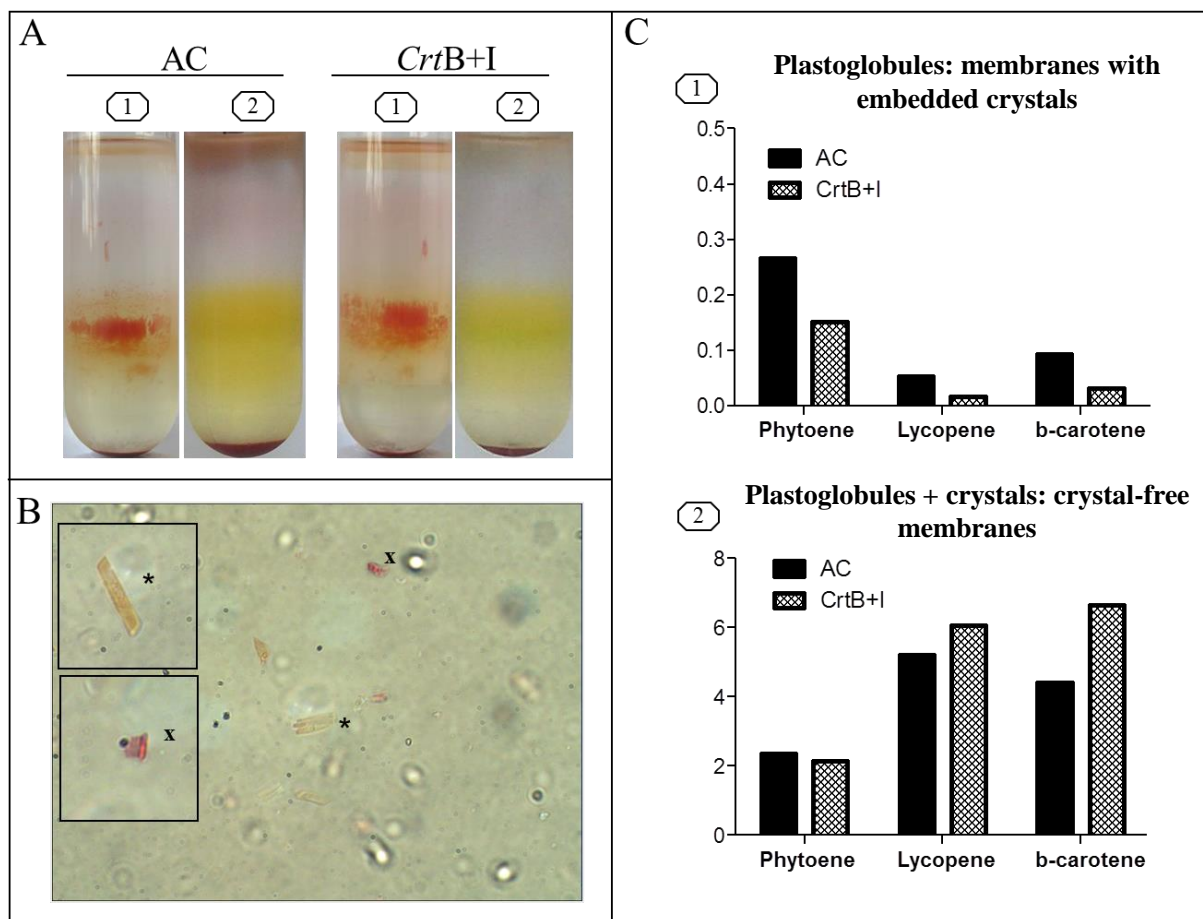 A
AC
CrtB+I
1
2
1
2
B
*
x
x
*
x
C
1
Plastoglobules: membranes with
embedded crystals
0.5
0.4
0.3
0.2
0.1
0.0
AC
CrtB+I
Phytoene
Lycopene
b-carotene
2
Plastoglobules + crystals: crystal-free
membranes
8
6
4
2
0
AC
CrtB+I
Phytoene
Lycopene
b-carotene